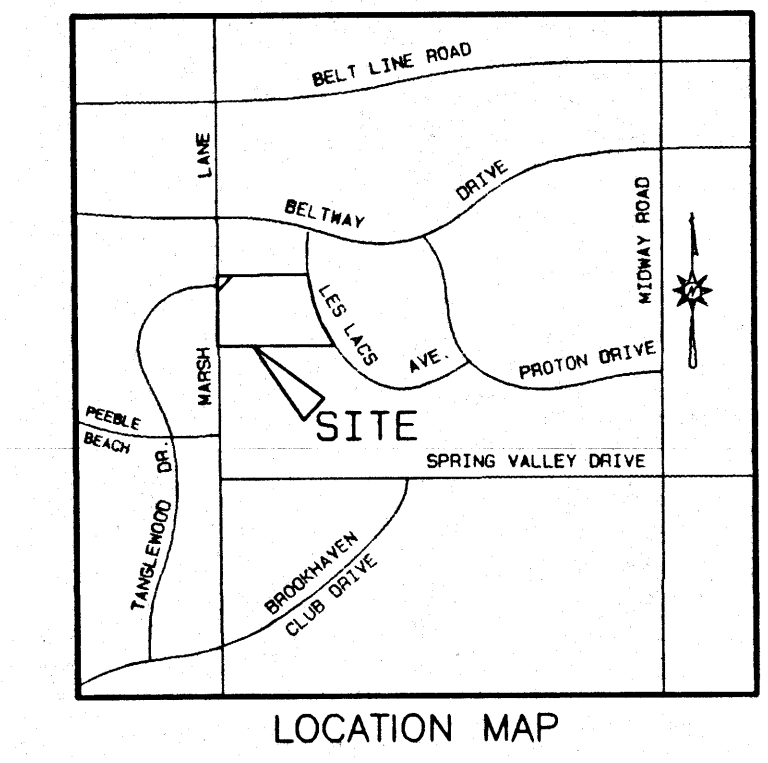 BELT LINE ROAD
LANE
DRIVE
BELTWAY
MIDWAY ROAD
LES LACS
AVE.
PROTON DRIVE
MARSH
PEEBLE
BEACH
SITE
DR.
SPRING VALLEY DRIVE
TANGLEWOOD
BROOKHAVEN
CLUB DRIVE
LOCATION MAP